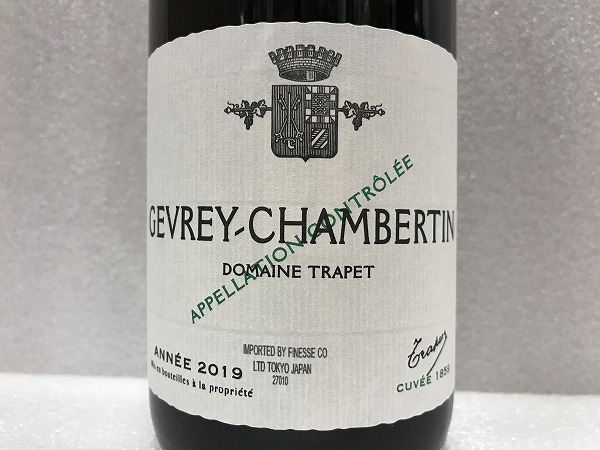 GEVREY-CHAMBERTIN
APPELLATION CONTRÔLÉE
DOMAINE TRAPET
ANNÉE 2019
Mis en bouteilles à la propriété
IMPORTED BY FINESSE CO
LTD TOKYO JAPAN
27010
Trapet
CUVÉE 1859